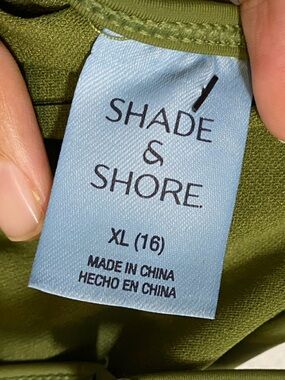 SHADE
&
SHORE
XL (16)
MADE IN CHINA
HECHO EN CHINA